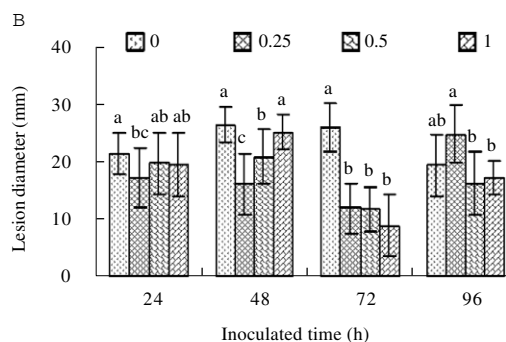 B
40
0 0.25 0.5 1
30
a a a a
ab ab b a ab
bc c b b
20
b b
b
10
0
24 48 72 96
Inoculated time (h)
Lesion diameter (mm)